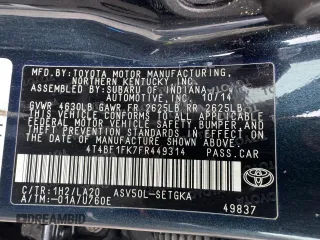 MFD. BY:TOYOTA MOTOR MANUFACTURING,
NORTHERN KENTUCKY, INC.
ASSEMBLED BY: SUBARU OF INDIANA
AUTOMOTIVE, INC. 10/14
GVWR 4630LB GAWR FR 2625LB RR 2625LB
THIS VEHICLE CONFORMS TO ALL APPLICABLE
FEDERAL MOTOR VEHICLE SAFETY, BUMPER, AND
THEFT PREVENTION STANDARDS IN EFFECT ON
THE DATE OF MANUFACTURE SHOWN ABOVE.
4T4BF1FK7FR449314 PASS.CAR
C/TR:1H2/LA20 ASV50L-SETGKA
A/TM:-01A/U760E
TOYOTA
49837